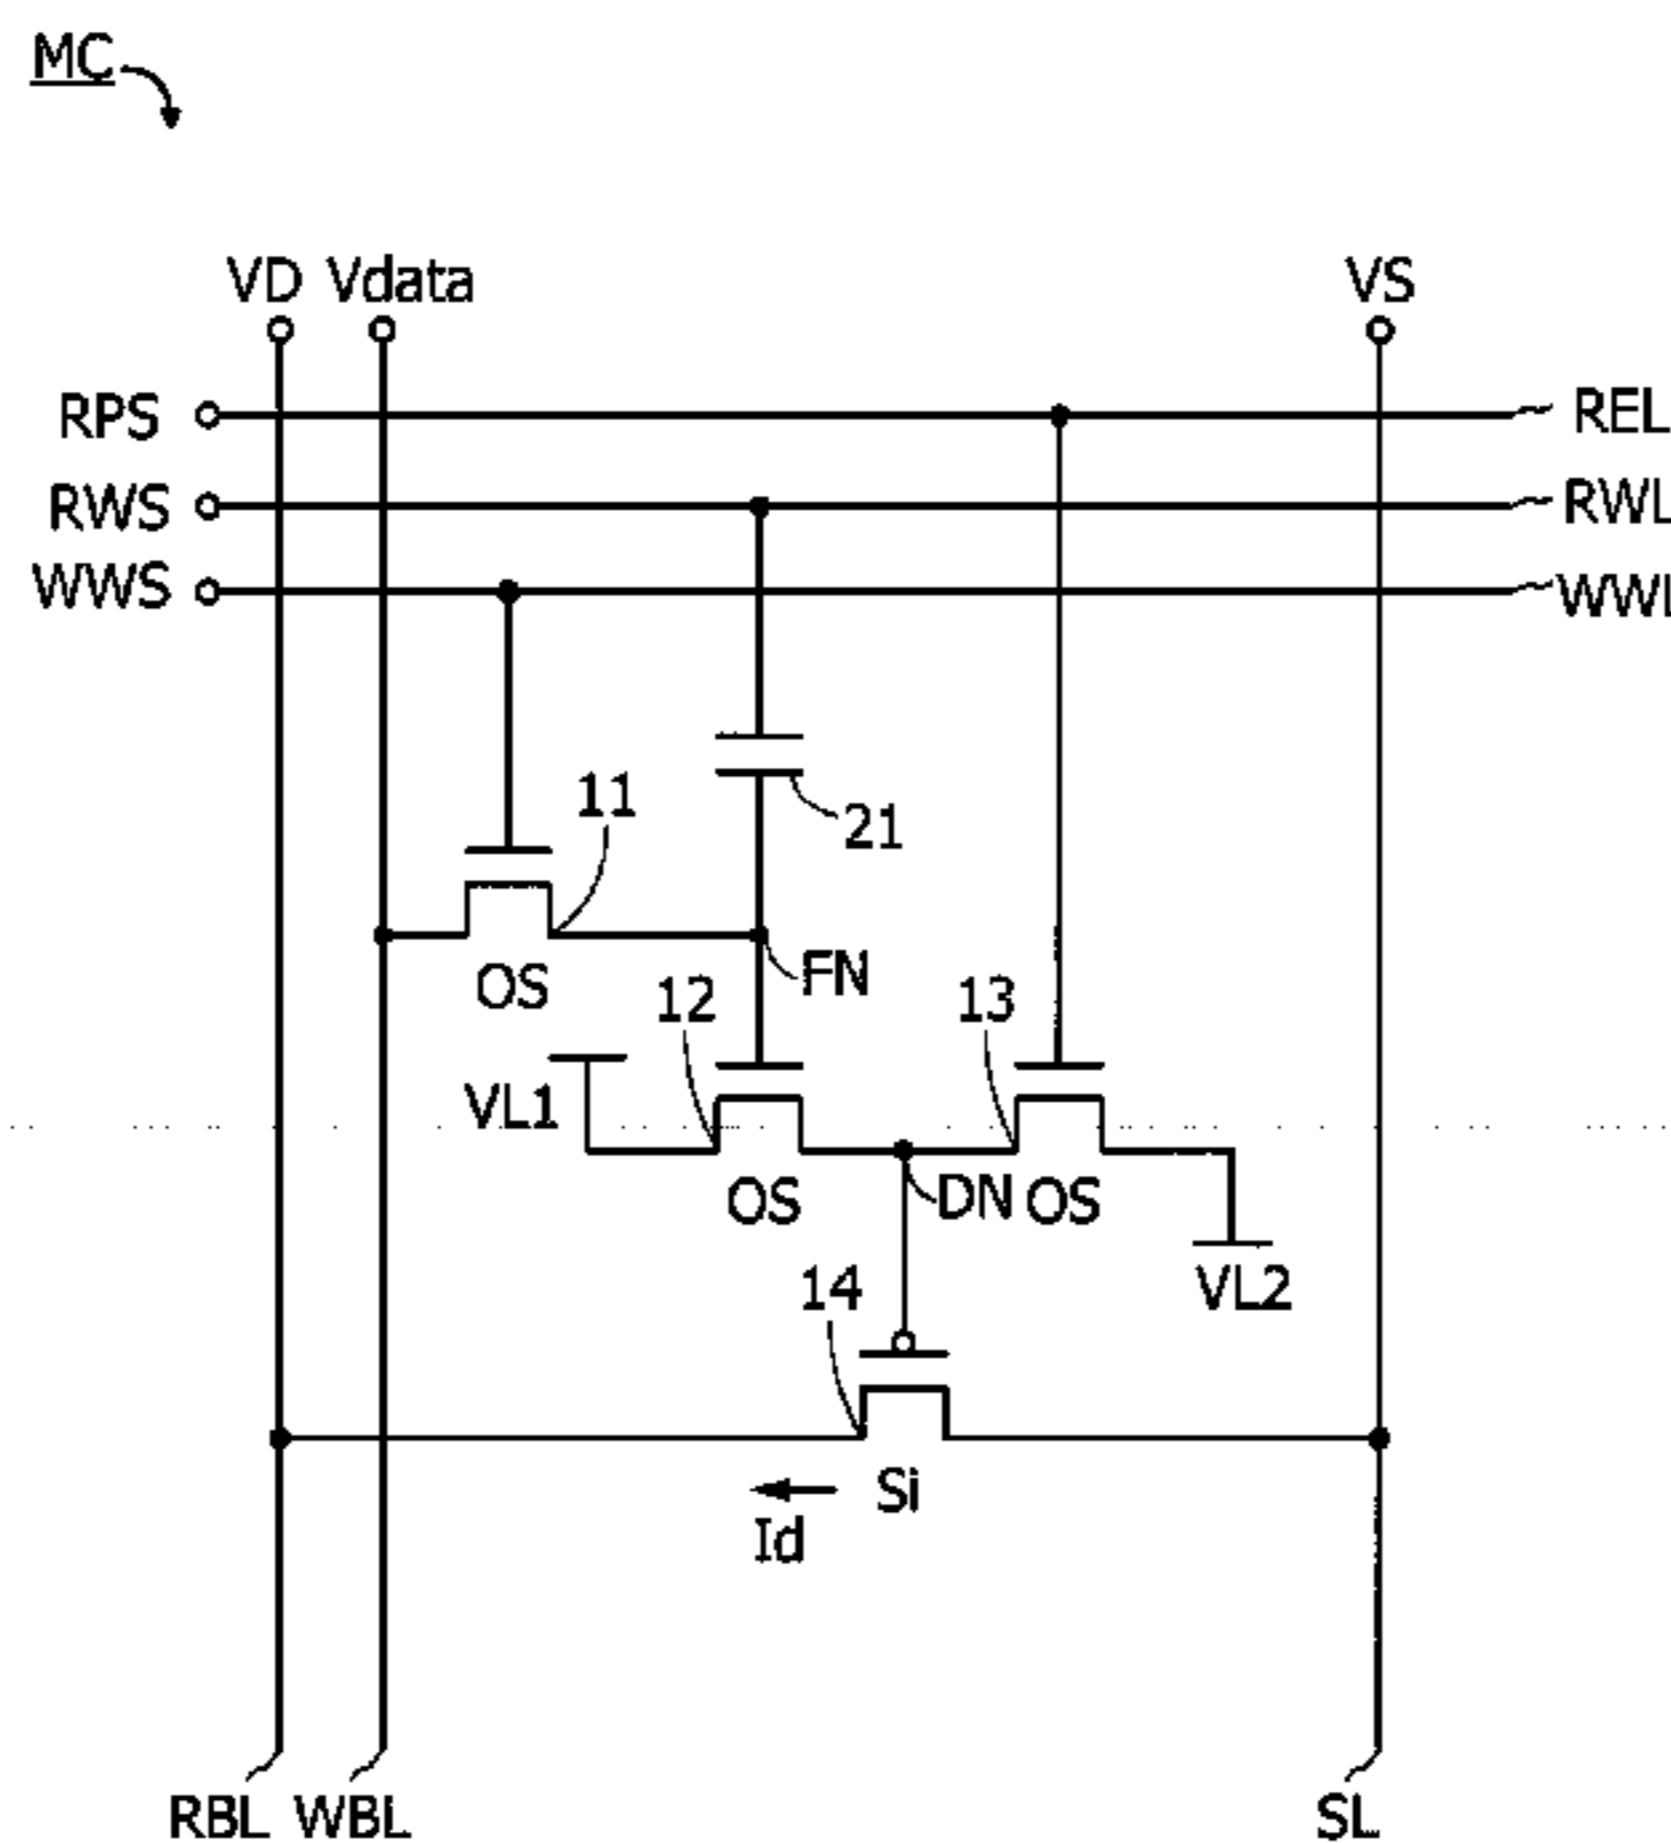 MC
VD Vdata VS
RPS REL
RWS RWL
WWS WWL
11
21
OS FN
12 13
VL1
OS DN OS
14 VL2
Si
Id
RBL WBL SL